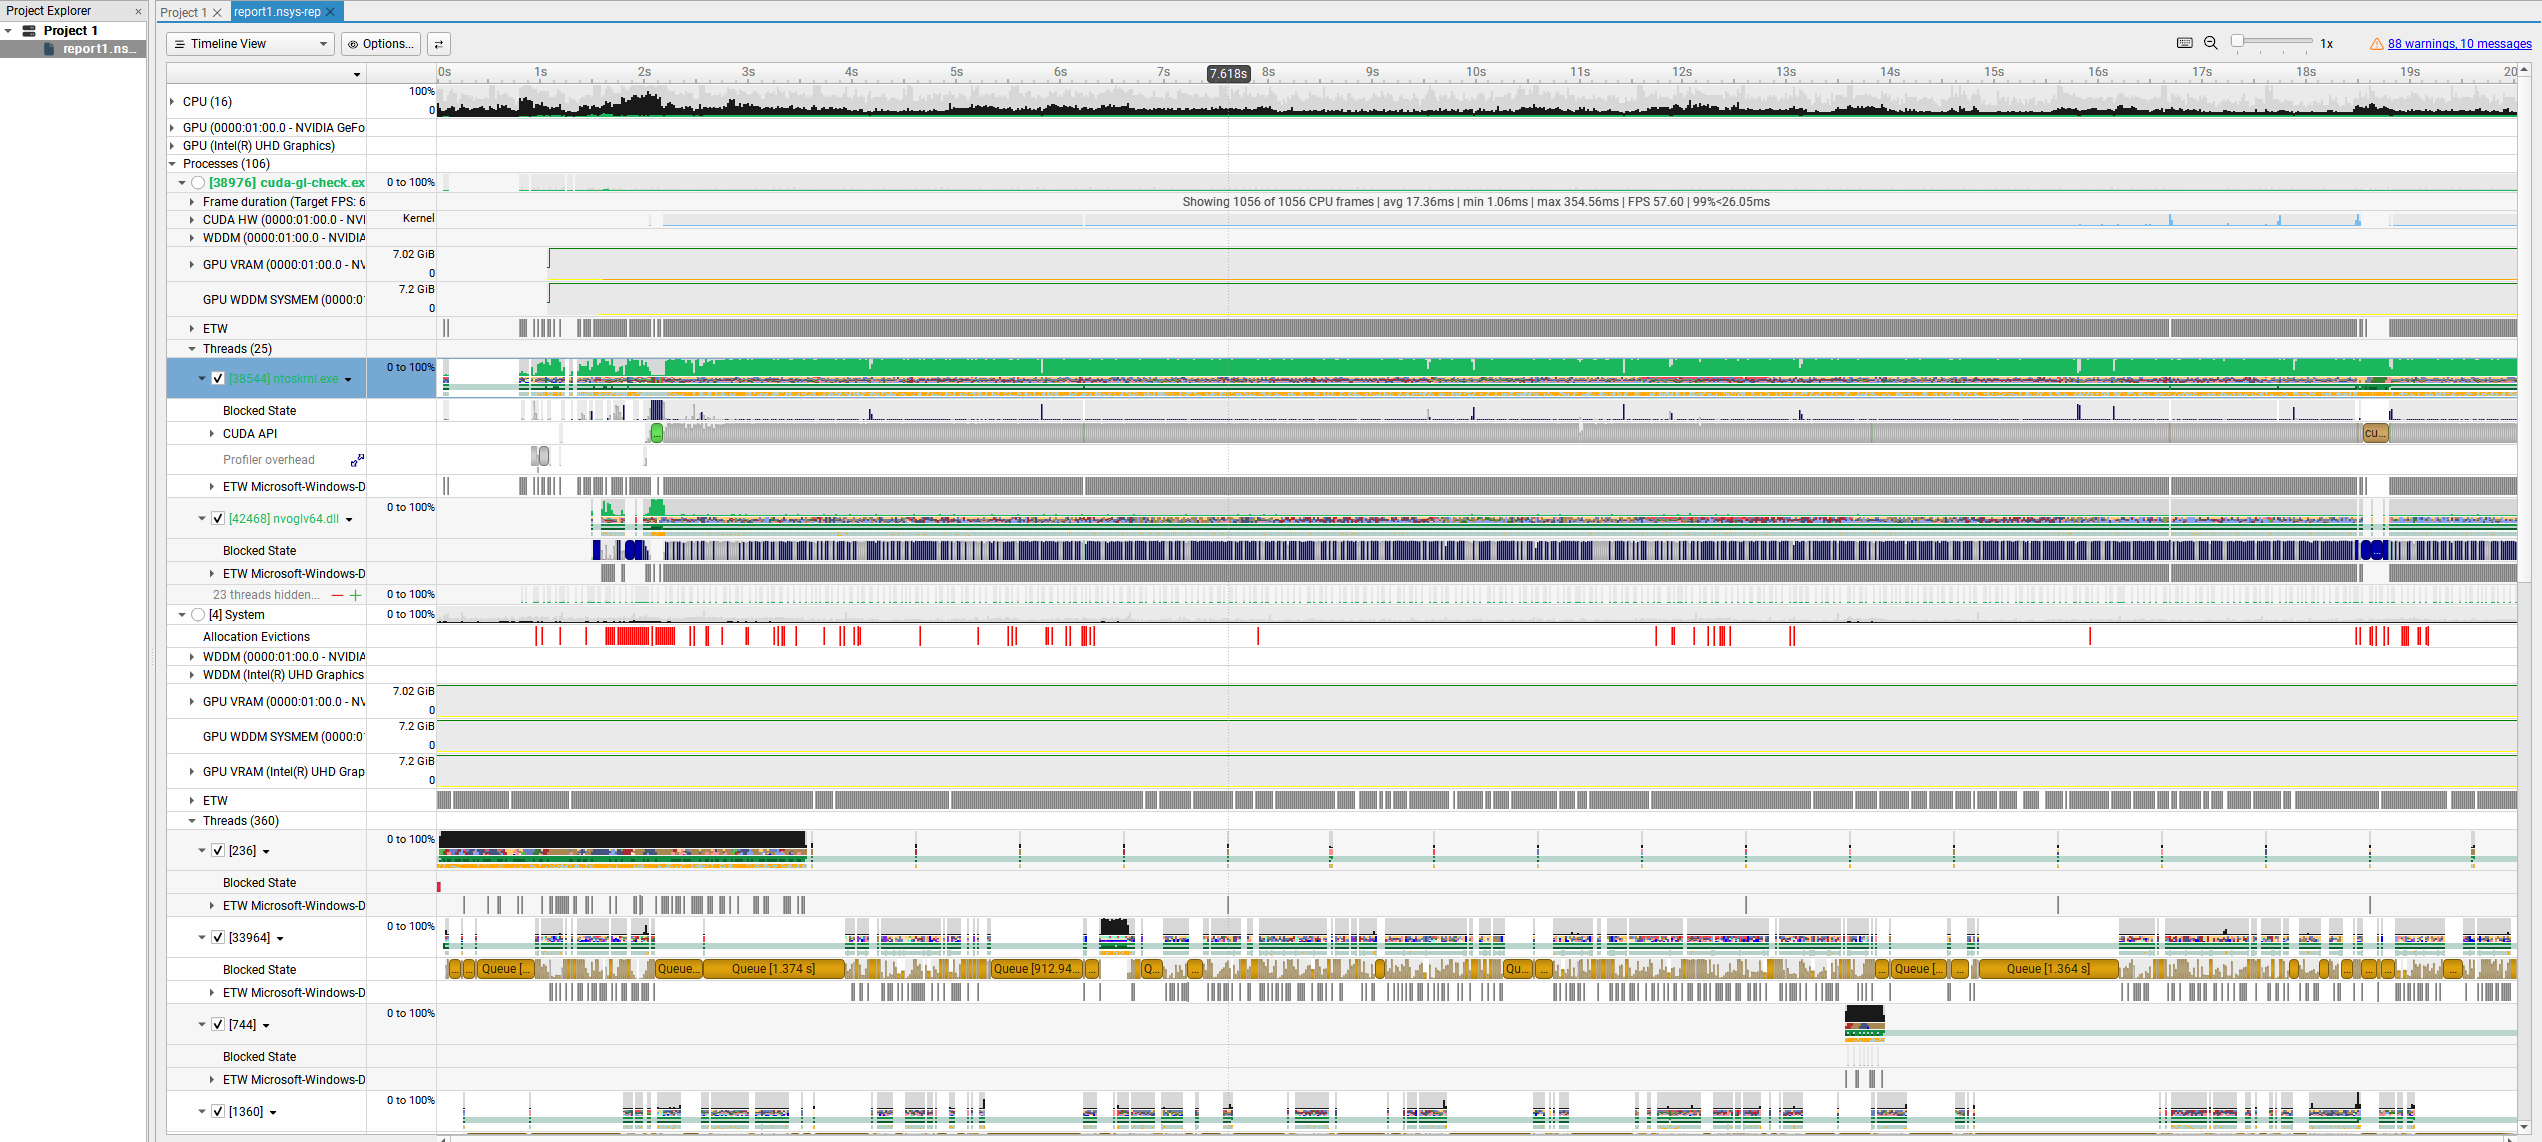 Project Explorer
Project 1
report1.ns...
Project 1
report1.nsys-rep
Timeline View
Options...
1x
88 warnings, 10 messages
0s 1s 2s 3s 4s 5s 6s 7s 7.618s 8s 9s 10s 11s 12s 13s 14s 15s 16s 17s 18s 19s 20
CPU (16)
100%
0
GPU (0000:01:00.0 - NVIDIA GeFo
GPU (Intel(R) UHD Graphics)
Processes (106)
[38976] cuda-gl-check.ex
0 to 100%
Frame duration (Target FPS: 6
Showing 1056 of 1056 CPU frames | avg 17.36ms | min 1.06ms | max 354.56ms | FPS 57.60 | 99%<26.05ms
CUDA HW (0000:01:00.0 - NVI
Kernel
WDDM (0000:01:00.0 - NVIDIA
GPU VRAM (0000:01:00.0 - NV
7.02 GiB
0
GPU WDDM SYSMEM (0000:0
7.2 GiB
0
ETW
Threads (25)
[38544] ntoskrnl.exe
0 to 100%
Blocked State
CUDA API
...
cu...
Profiler overhead
ETW Microsoft-Windows-D
[42468] nvoglv64.dll
0 to 100%
Blocked State
...
ETW Microsoft-Windows-D
23 threads hidden...
0 to 100%
[4] System
0 to 100%
Allocation Evictions
WDDM (0000:01:00.0 - NVIDIA
WDDM (Intel(R) UHD Graphics
GPU VRAM (0000:01:00.0 - NV
7.02 GiB
0
GPU WDDM SYSMEM (0000:0
7.2 GiB
0
GPU VRAM (Intel(R) UHD Grap
7.2 GiB
0
ETW
Threads (360)
[236]
0 to 100%
Blocked State
ETW Microsoft-Windows-D
[33964]
0 to 100%
Blocked State
... ... Queue [... Queue... Queue [1.374 s] Queue [912.94... ... Q... ... Qu... ... ... Queue [... ... Queue [1.364 s] ... ... ... ...
ETW Microsoft-Windows-D
[744]
0 to 100%
Blocked State
ETW Microsoft-Windows-D
[1360]
0 to 100%